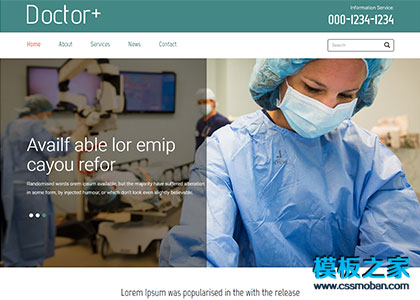 Doctor+
Information Service:
000-1234-1234
Home About Services News Contact
Search
Availf able lor emip
cayou refor
Randomised words orem ipsum available, but the majority have suffered alteration
in some form, by injected humour, or which don't look even slightly believable.
Lorem Ipsum was popularised in the with the release
模板之家
www.cssmoban.com